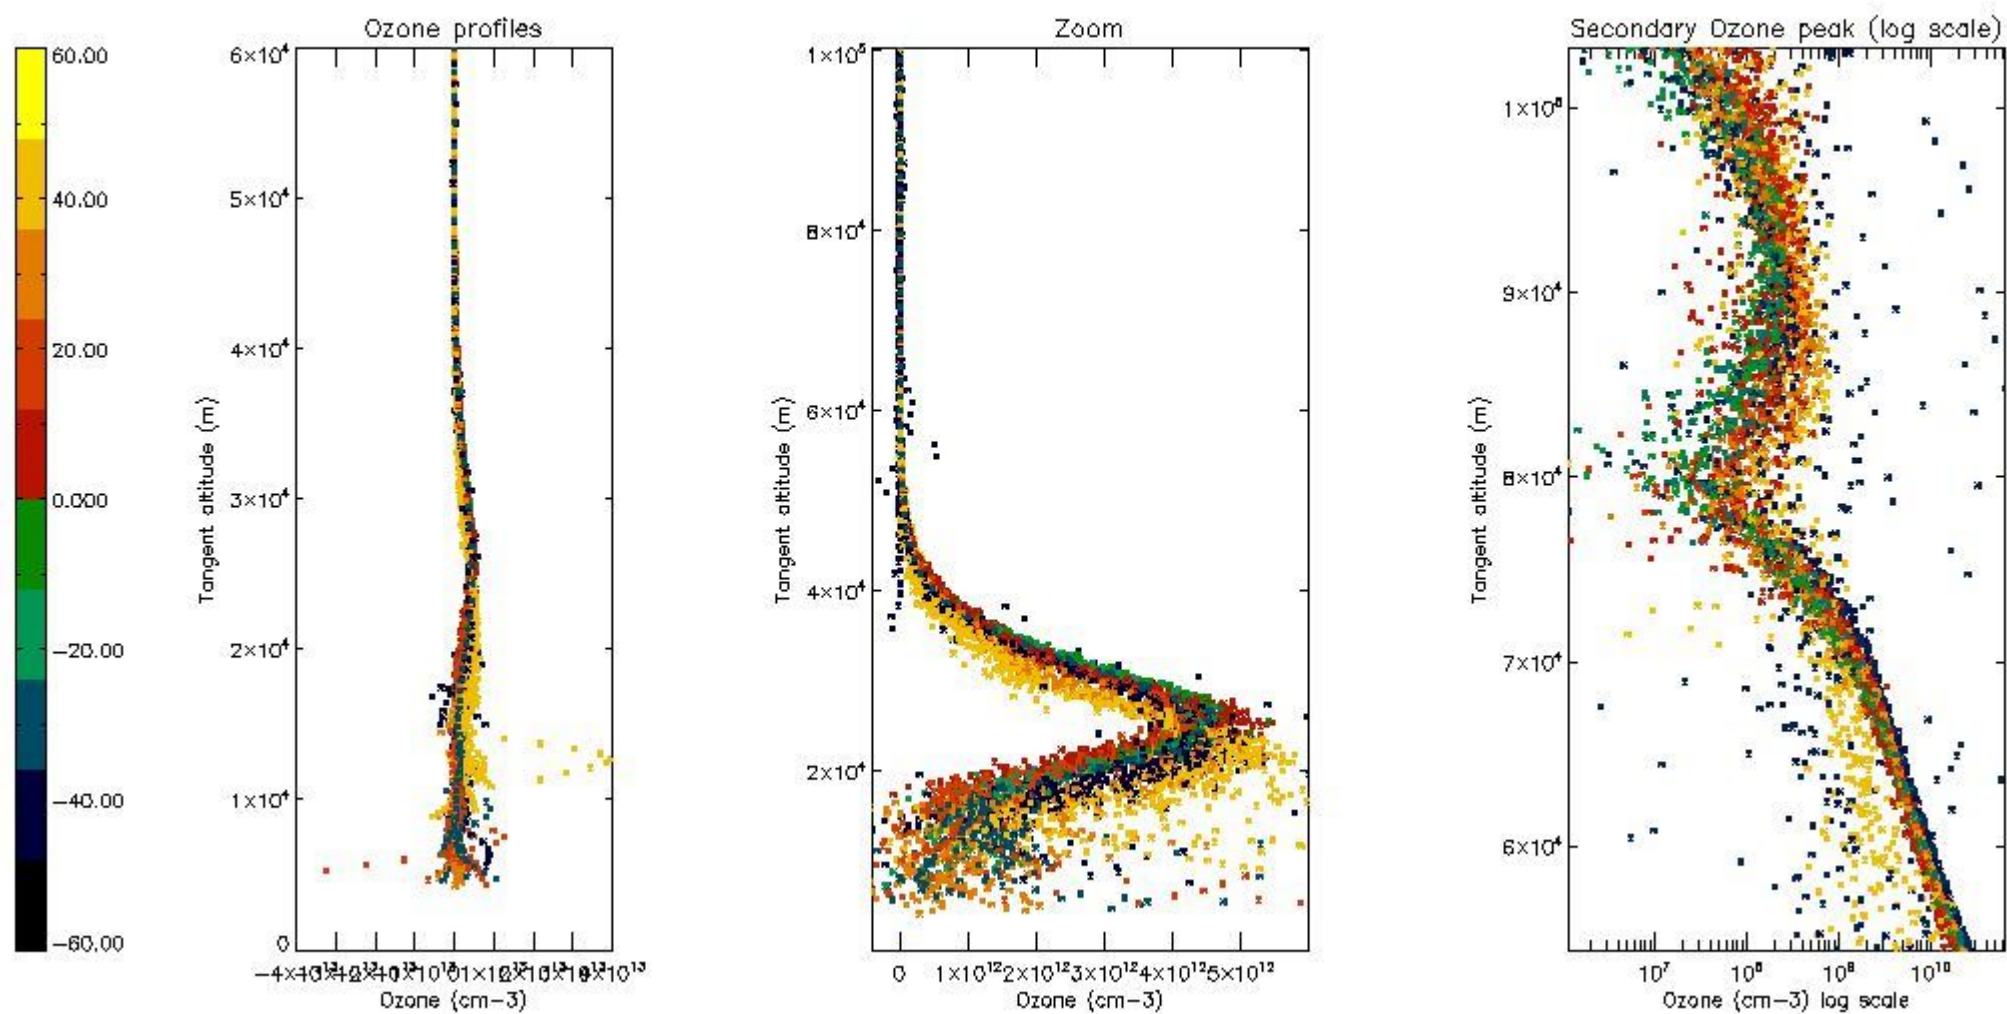 Ozone profiles
Zoom
Secondary Ozone peak (log scale)
60.00
40.00
20.00
0.000
−20.00
−40.00
−60.00
6×10⁴
5×10⁴
4×10⁴
3×10⁴
2×10⁴
1×10⁴
0
Tangent altitude (m)
Ozone (cm−3)
1×10⁵
8×10⁴
6×10⁴
4×10⁴
2×10⁴
Tangent altitude (m)
0 1×10¹² 2×10¹² 3×10¹² 4×10¹² 5×10¹²
Ozone (cm−3)
1×10⁵
9×10⁴
8×10⁴
7×10⁴
6×10⁴
Tangent altitude (m)
10⁷ 10⁸ 10⁹ 10¹⁰
Ozone (cm−3) log scale